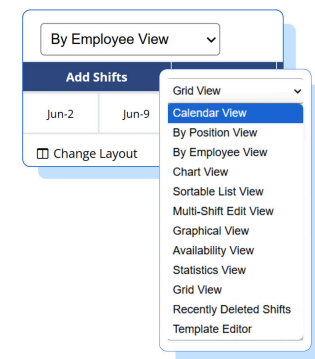 By Employee View
Add Shifts
Jun-2
Jun-9
Change Layout
Grid View
Calendar View
By Position View
By Employee View
Chart View
Sortable List View
Multi-Shift Edit View
Graphical View
Availability View
Statistics View
Grid View
Recently Deleted Shifts
Template Editor